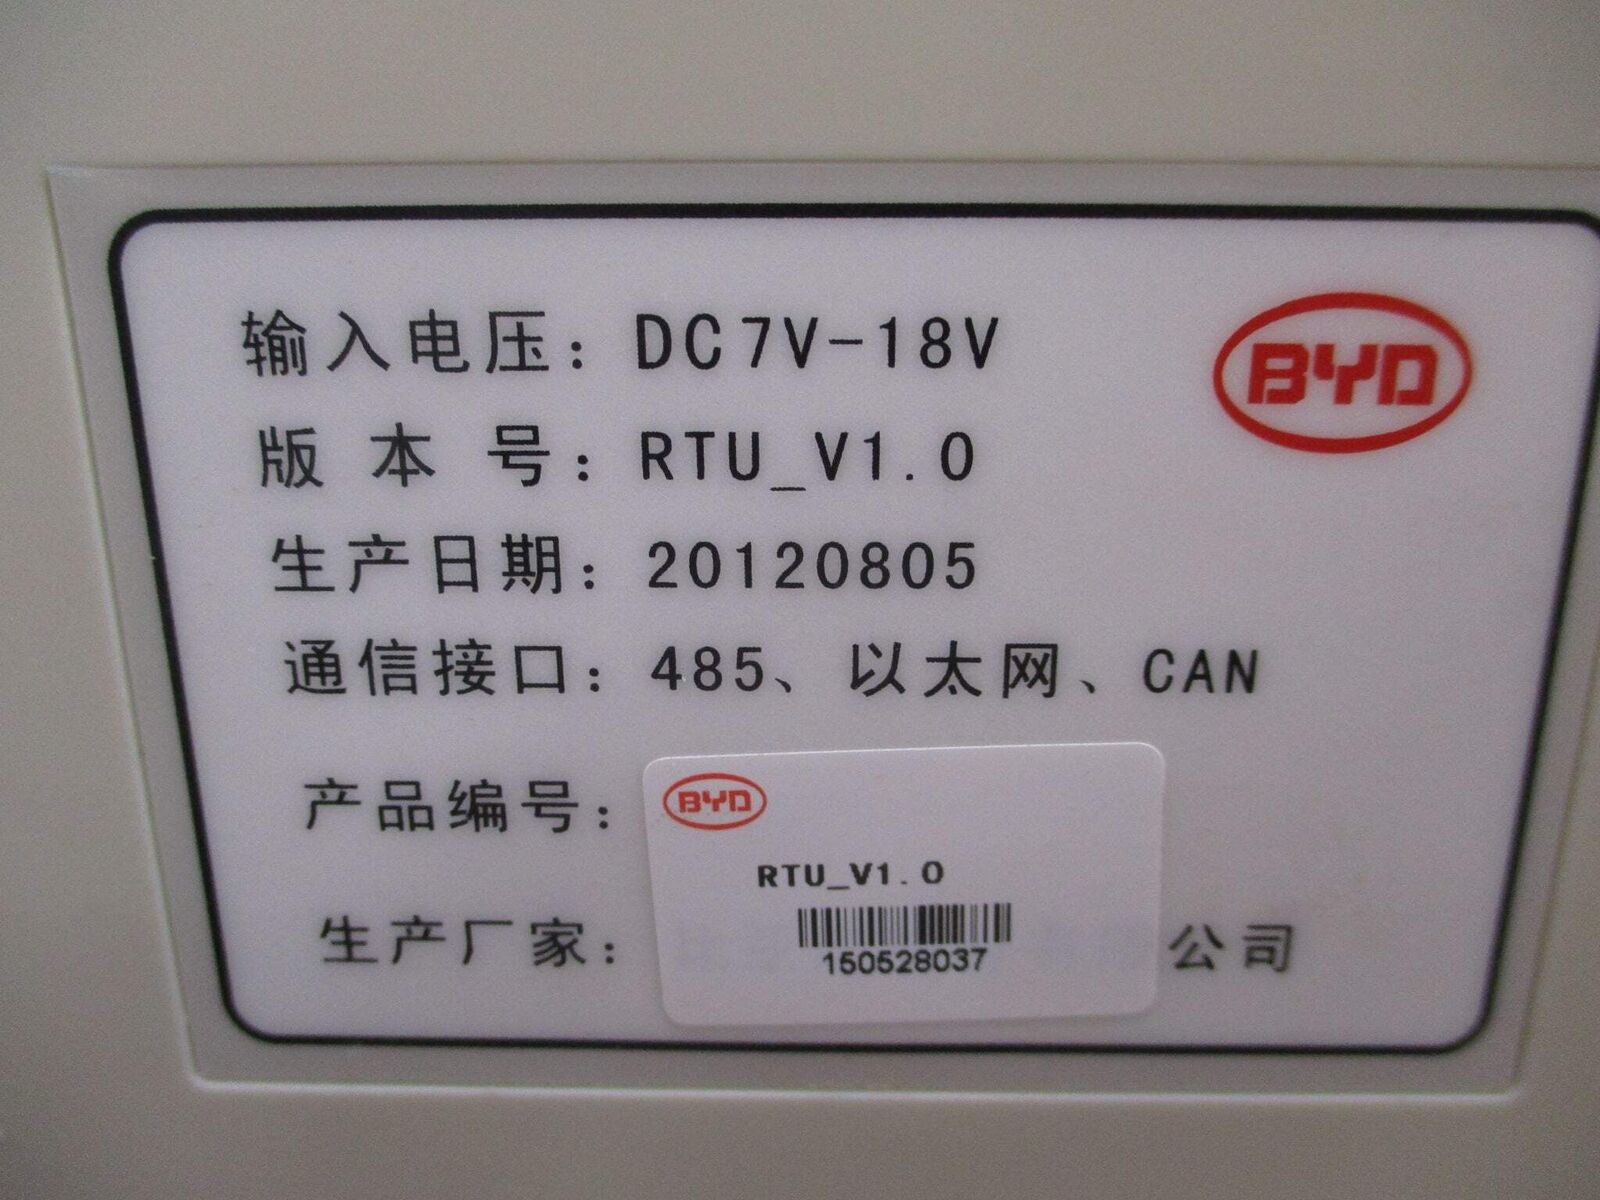 输入电压：DC7V-18V
BYD
版本号：RTU_V1.0
生产日期：20120805
通信接口：485、以太网、CAN
产品编号：
BYD
RTU_V1.0
150528037
生产厂家：
公司